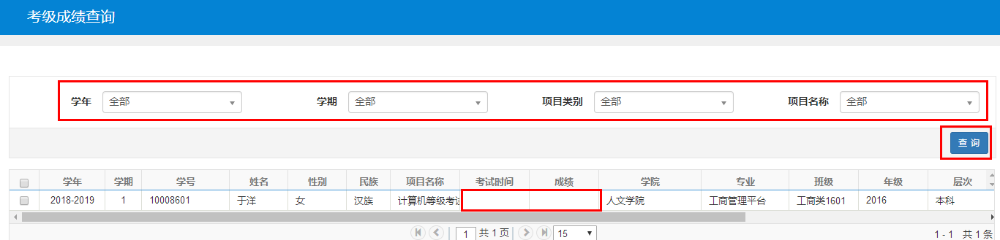 考级成绩查询
学年 全部 学期 全部 项目类别 全部 项目名称 全部
查 询
学年 学期 学号 姓名 性别 民族 项目名称 考试时间 成绩 学院 专业 班级 年级 层次
2018-2019 1 10008601 于洋 女 汉族 计算机等级考 人文学院 工商管理平台 工商类1601 2016 本科
1 共 1 页 15 1 - 1 共 1 条